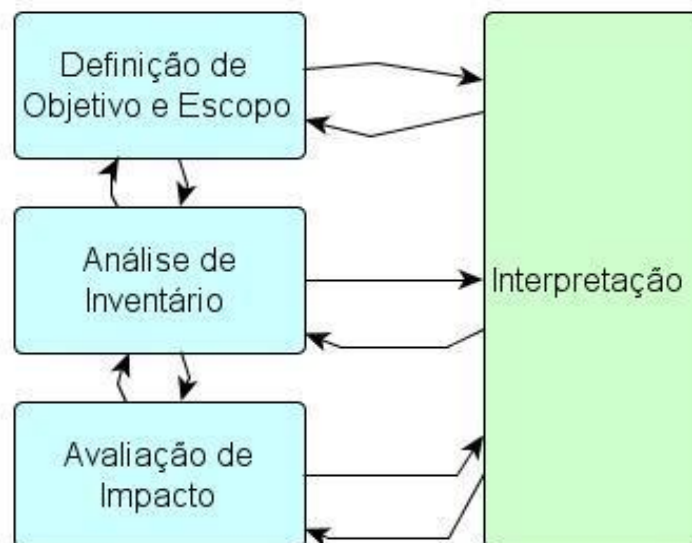 Definição de
Objetivo e Escopo
Análise de
Inventário
Interpretação
Avaliação de
Impacto